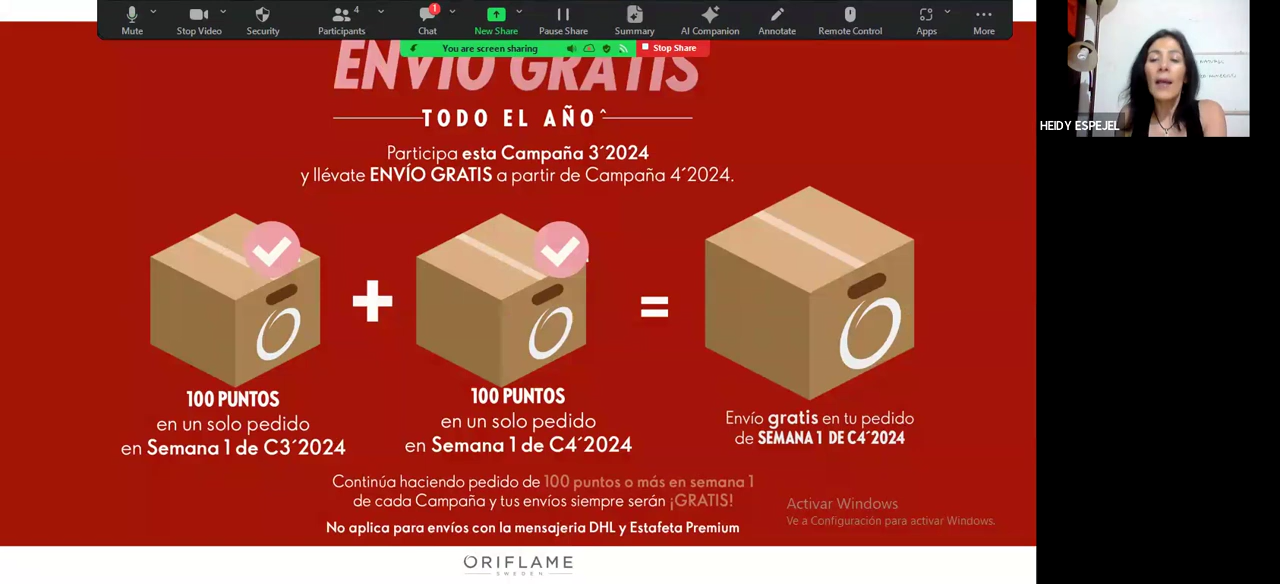 Mute
Stop Video
Security
4
Participants
1
Chat
New Share
Pause Share
Summary
AI Companion
Annotate
Remote Control
Apps
More
You are screen sharing
Stop Share
HEIDY ESPEJEL
ENVÍO GRATIS
TODO EL AÑO^
Participa esta Campaña 3´2024
y llévate ENVÍO GRATIS a partir de Campaña 4´2024.
100 PUNTOS
en un solo pedido
en Semana 1 de C3´2024
+
100 PUNTOS
en un solo pedido
en Semana 1 de C4´2024
=
Envío gratis en tu pedido
de SEMANA 1 DE C4´2024
Continúa haciendo pedido de 100 puntos o más en semana 1
de cada Campaña y tus envíos siempre serán ¡GRATIS!
No aplica para envíos con la mensajería DHL y Estafeta Premium
Activar Windows
Ve a Configuración para activar Windows.
ORIFLAME
SWEDEN